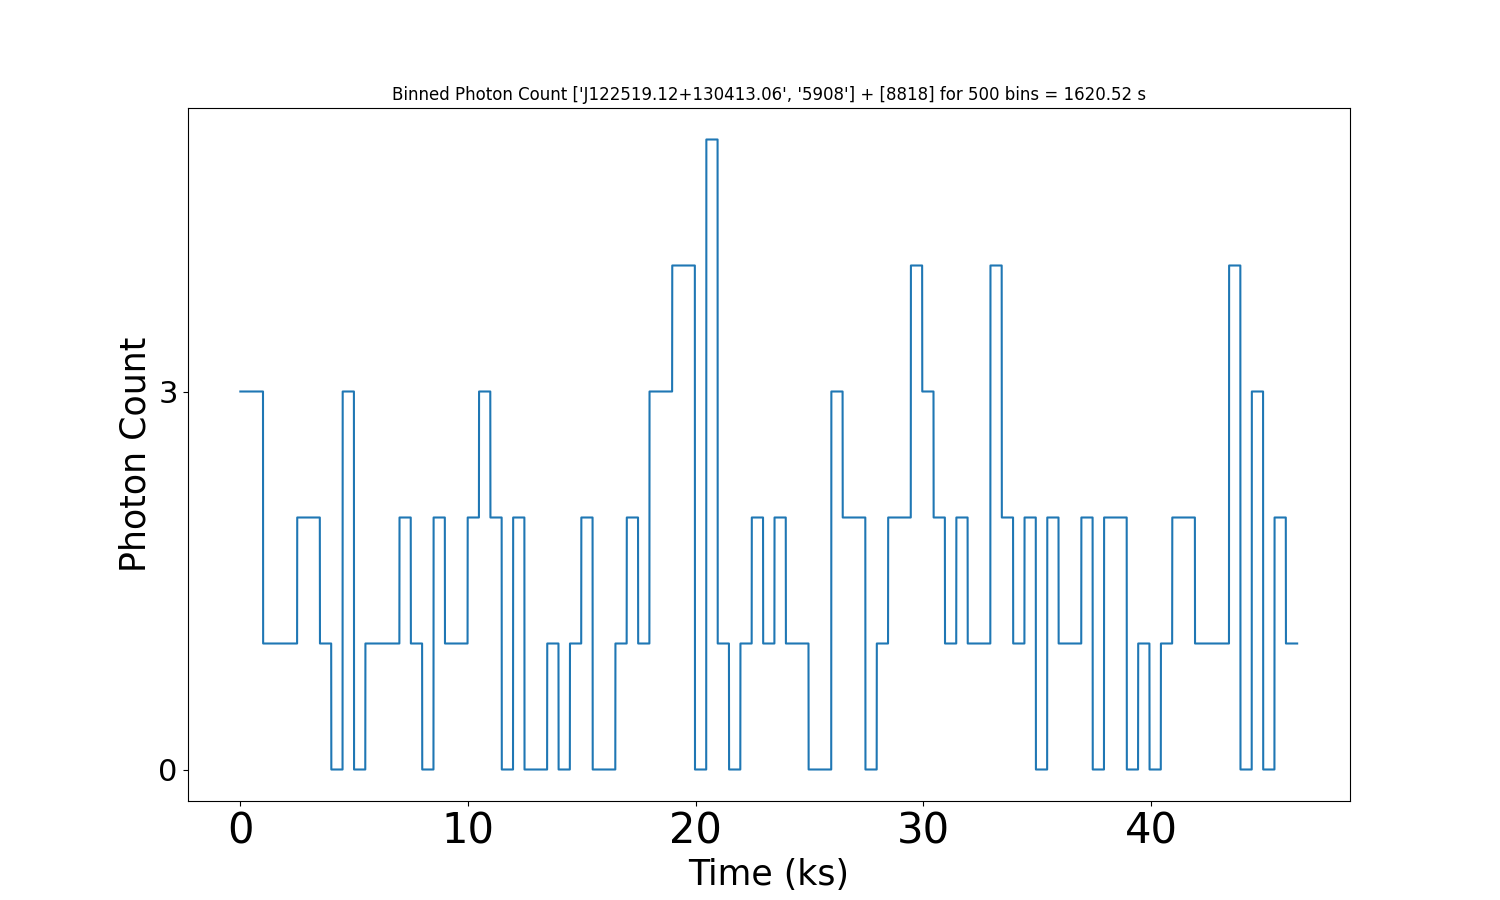 Binned Photon Count ['J122519.12+130413.06', '5908'] + [8818] for 500 bins = 1620.52 s
Photon Count
3
0
0 10 20 30 40
Time (ks)